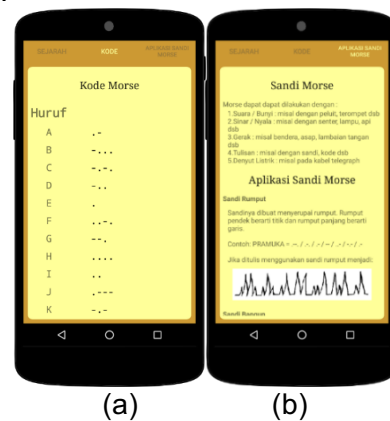 SEJARAH KODE APLIKASI SANDI MORSE
Kode Morse
Huruf
A .-
B -...
C -.-.
D -..
E .
F ..-.
G --.
H ....
I ..
J .---
K -.-
(a)
SEJARAH KODE APLIKASI SANDI MORSE
Sandi Morse
Morse dapat dapat dilakukan dengan :
1.Suara / Bunyi : misal dengan peluit, terompet dsb
2.Sinar / Nyala : misal dengan senter, lampu, api
dsb
3.Gerak : misal bendera, asap, lambaian tangan
dsb
4.Tulisan : misal dengan sandi, kode dsb
5.Denyut Listrik : misal pada kabel telegraph
Aplikasi Sandi Morse
Sandi Rumput
Sandinya dibuat menyerupai rumput. Rumput
pendek berarti titik dan rumput panjang berarti
garis.
Contoh: PRAMUKA =
Jika ditulis menggunakan sandi rumput menjadi:
Sandi Bangun
(b)